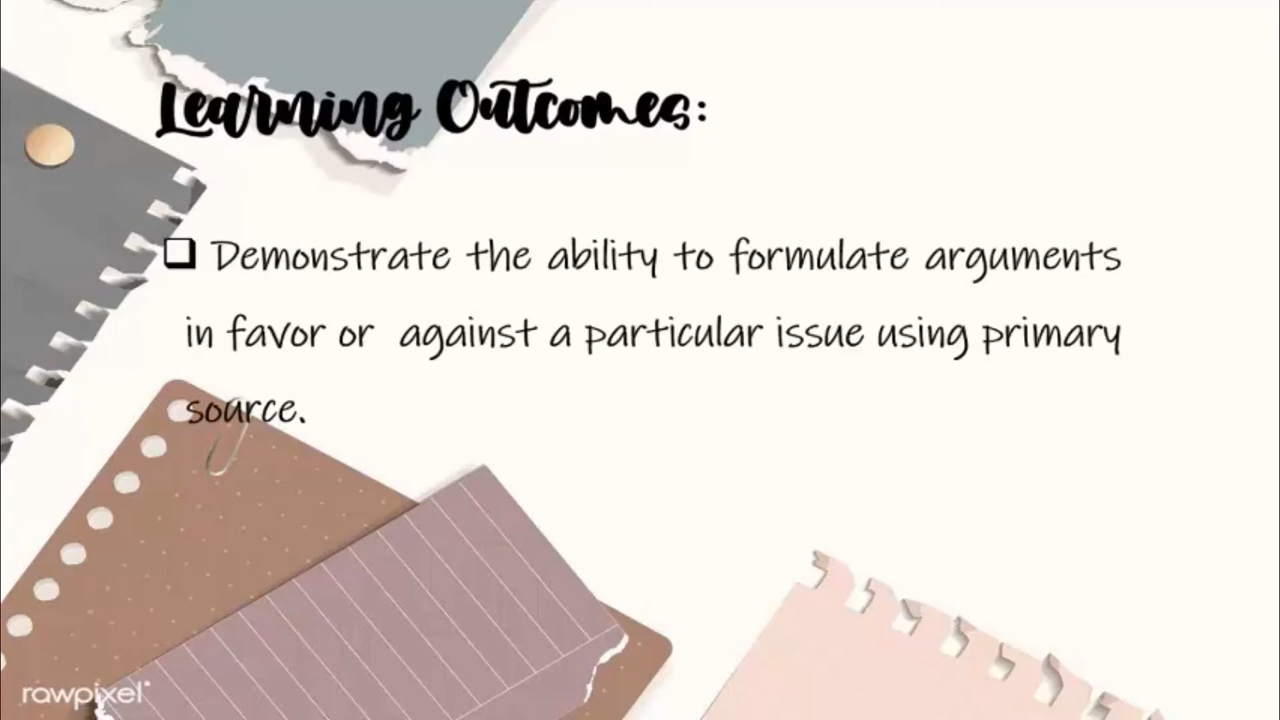 Learning Outcomes:
❑ Demonstrate the ability to formulate arguments
in favor or against a particular issue using primary
source.
rawpixel